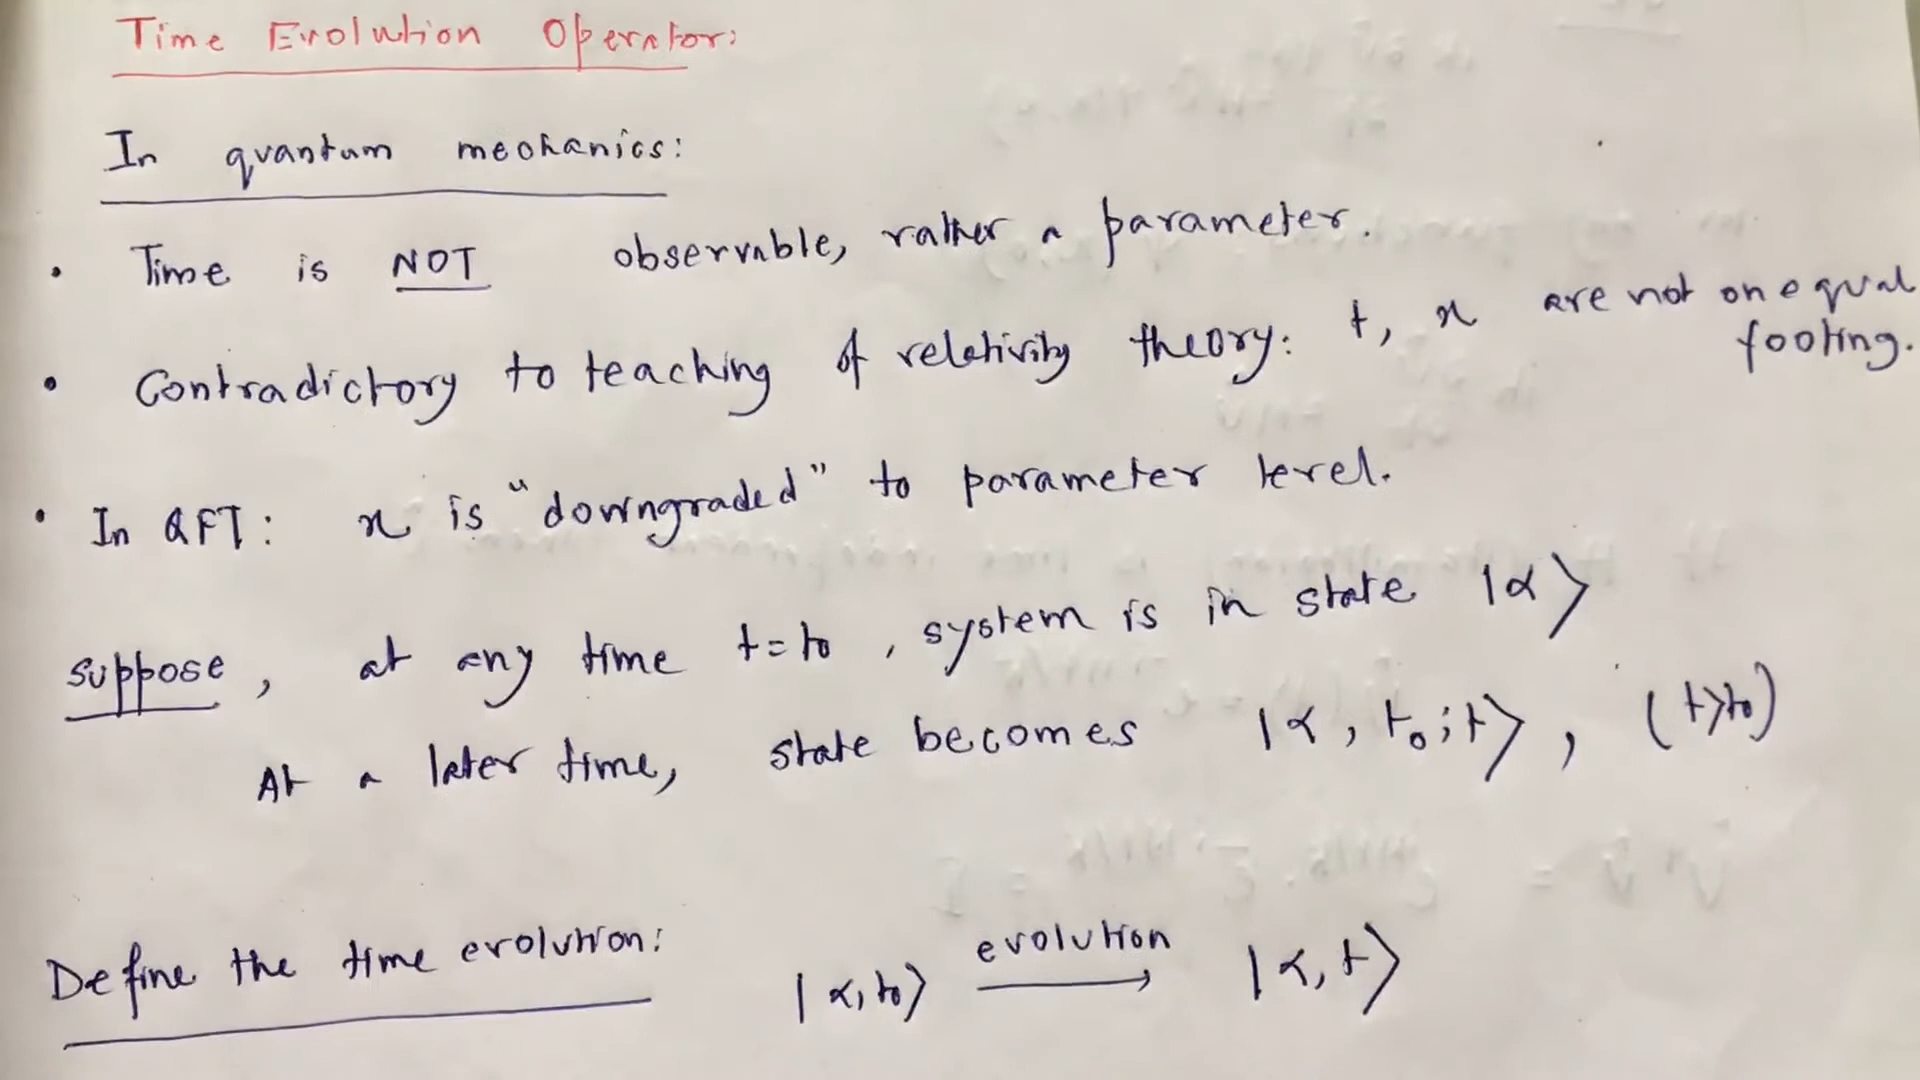 Time Evolution Operator:
In quantum mechanics:
• Time is NOT observable, rather a parameter.
• Contradictory to teaching of relativity theory: t, x are not on equal footing.
• In QFT: x is "downgraded" to parameter level.
Suppose, at any time t=t₀, system is in state |α⟩
At a later time, state becomes |α, t₀;t⟩, (t>t₀)
Define the time evolution: |α,t₀⟩ evolution → |α,t⟩